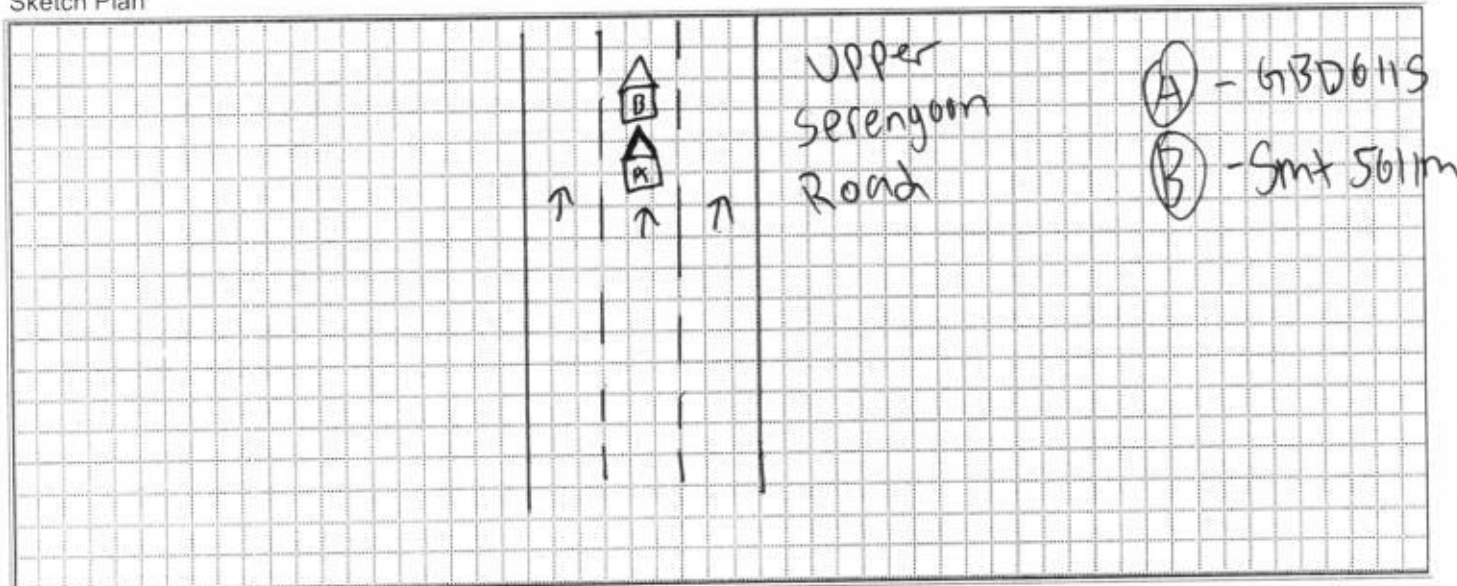 Sketch Plan
Upper
Serengoon
Road
A - GBD611S
B - Smt 5611m
B
A